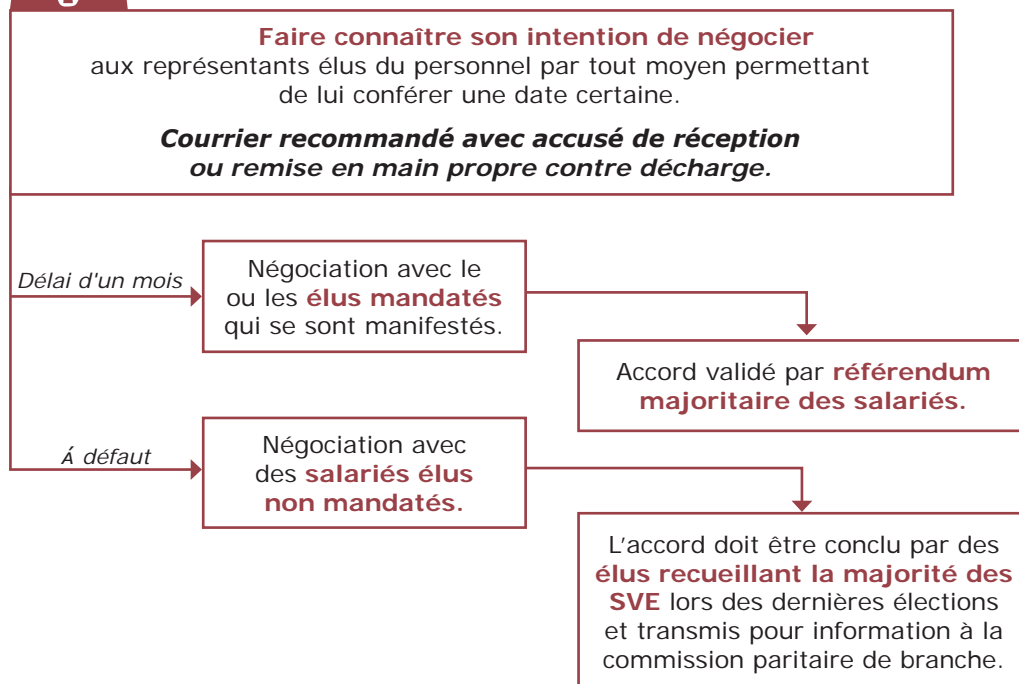 Faire connaître son intention de négocier
aux représentants élus du personnel par tout moyen permettant
de lui conférer une date certaine.
Courrier recommandé avec accusé de réception
ou remise en main propre contre décharge.
Délai d'un mois
Négociation avec le
ou les élus mandatés
qui se sont manifestés.
Accord validé par référendum
majoritaire des salariés.
Á défaut
Négociation avec
des salariés élus
non mandatés.
L'accord doit être conclu par des
élus recueillant la majorité des
SVE lors des dernières élections
et transmis pour information à la
commission paritaire de branche.